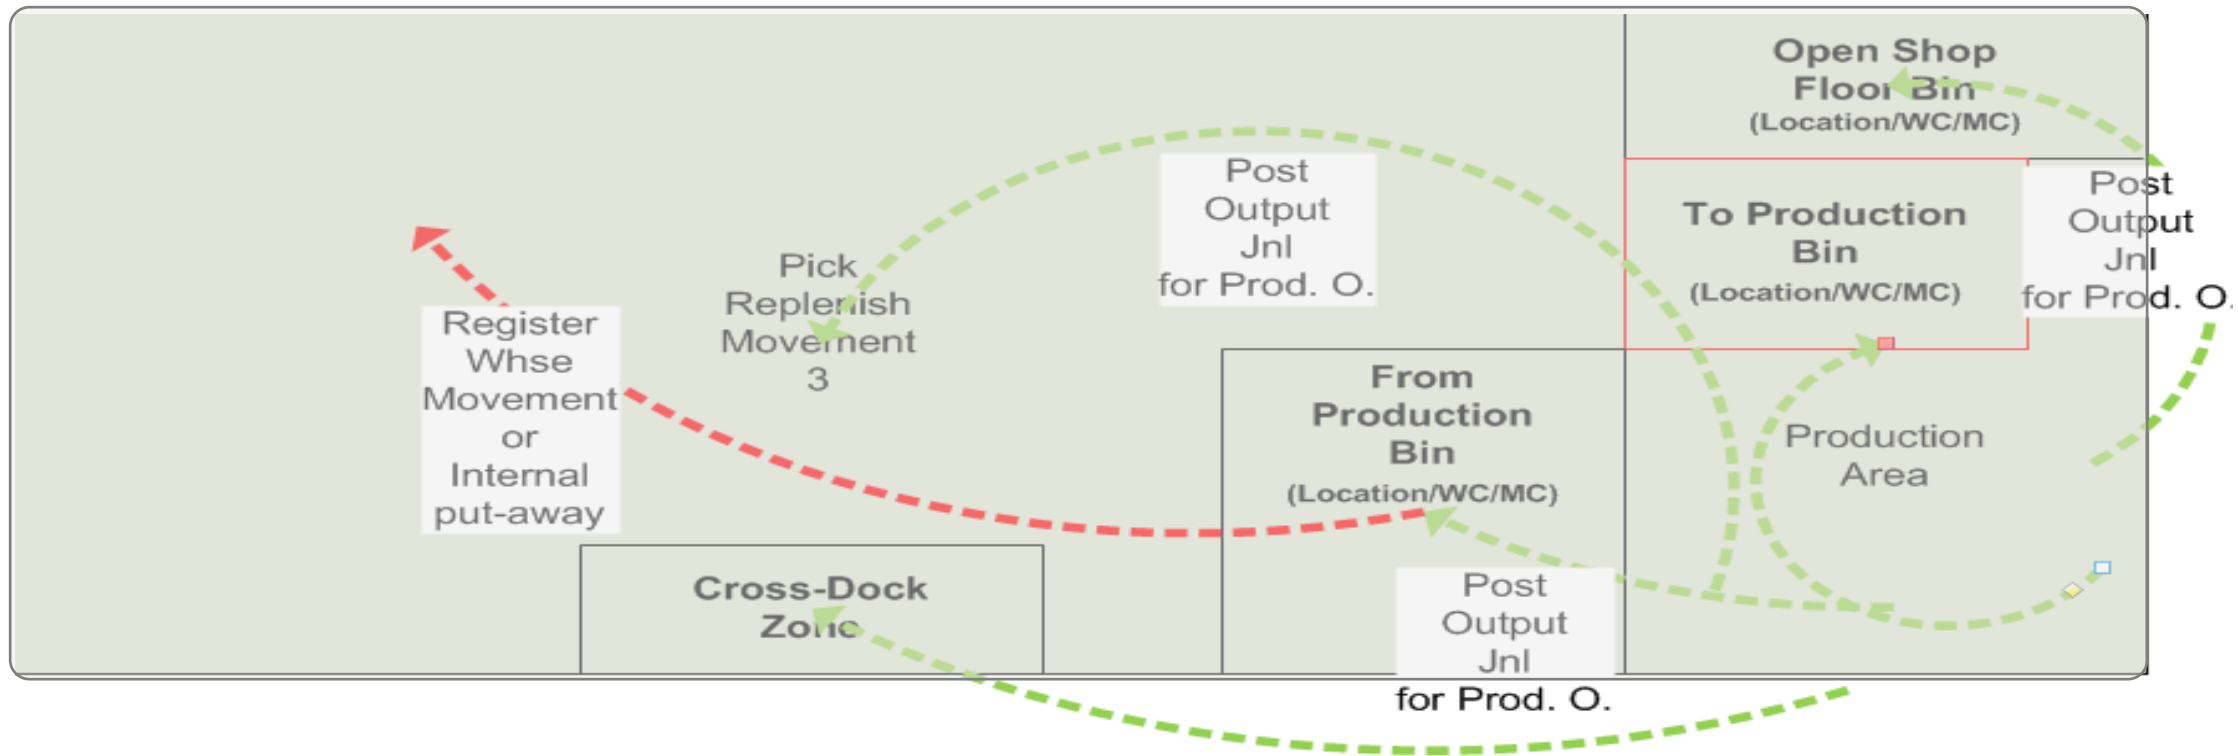 Open Shop
Floor Bin
(Location/WC/MC)
Post
Output
Jnl
for Prod. O.
To Production
Bin
(Location/WC/MC)
Post
Output
Jnl
for Prod. O.
Pick
Replenish
Movement
3
Register
Whse
Movement
or
Internal
put-away
From
Production
Bin
(Location/WC/MC)
Production
Area
Cross-Dock
Zone
Post
Output
Jnl
for Prod. O.